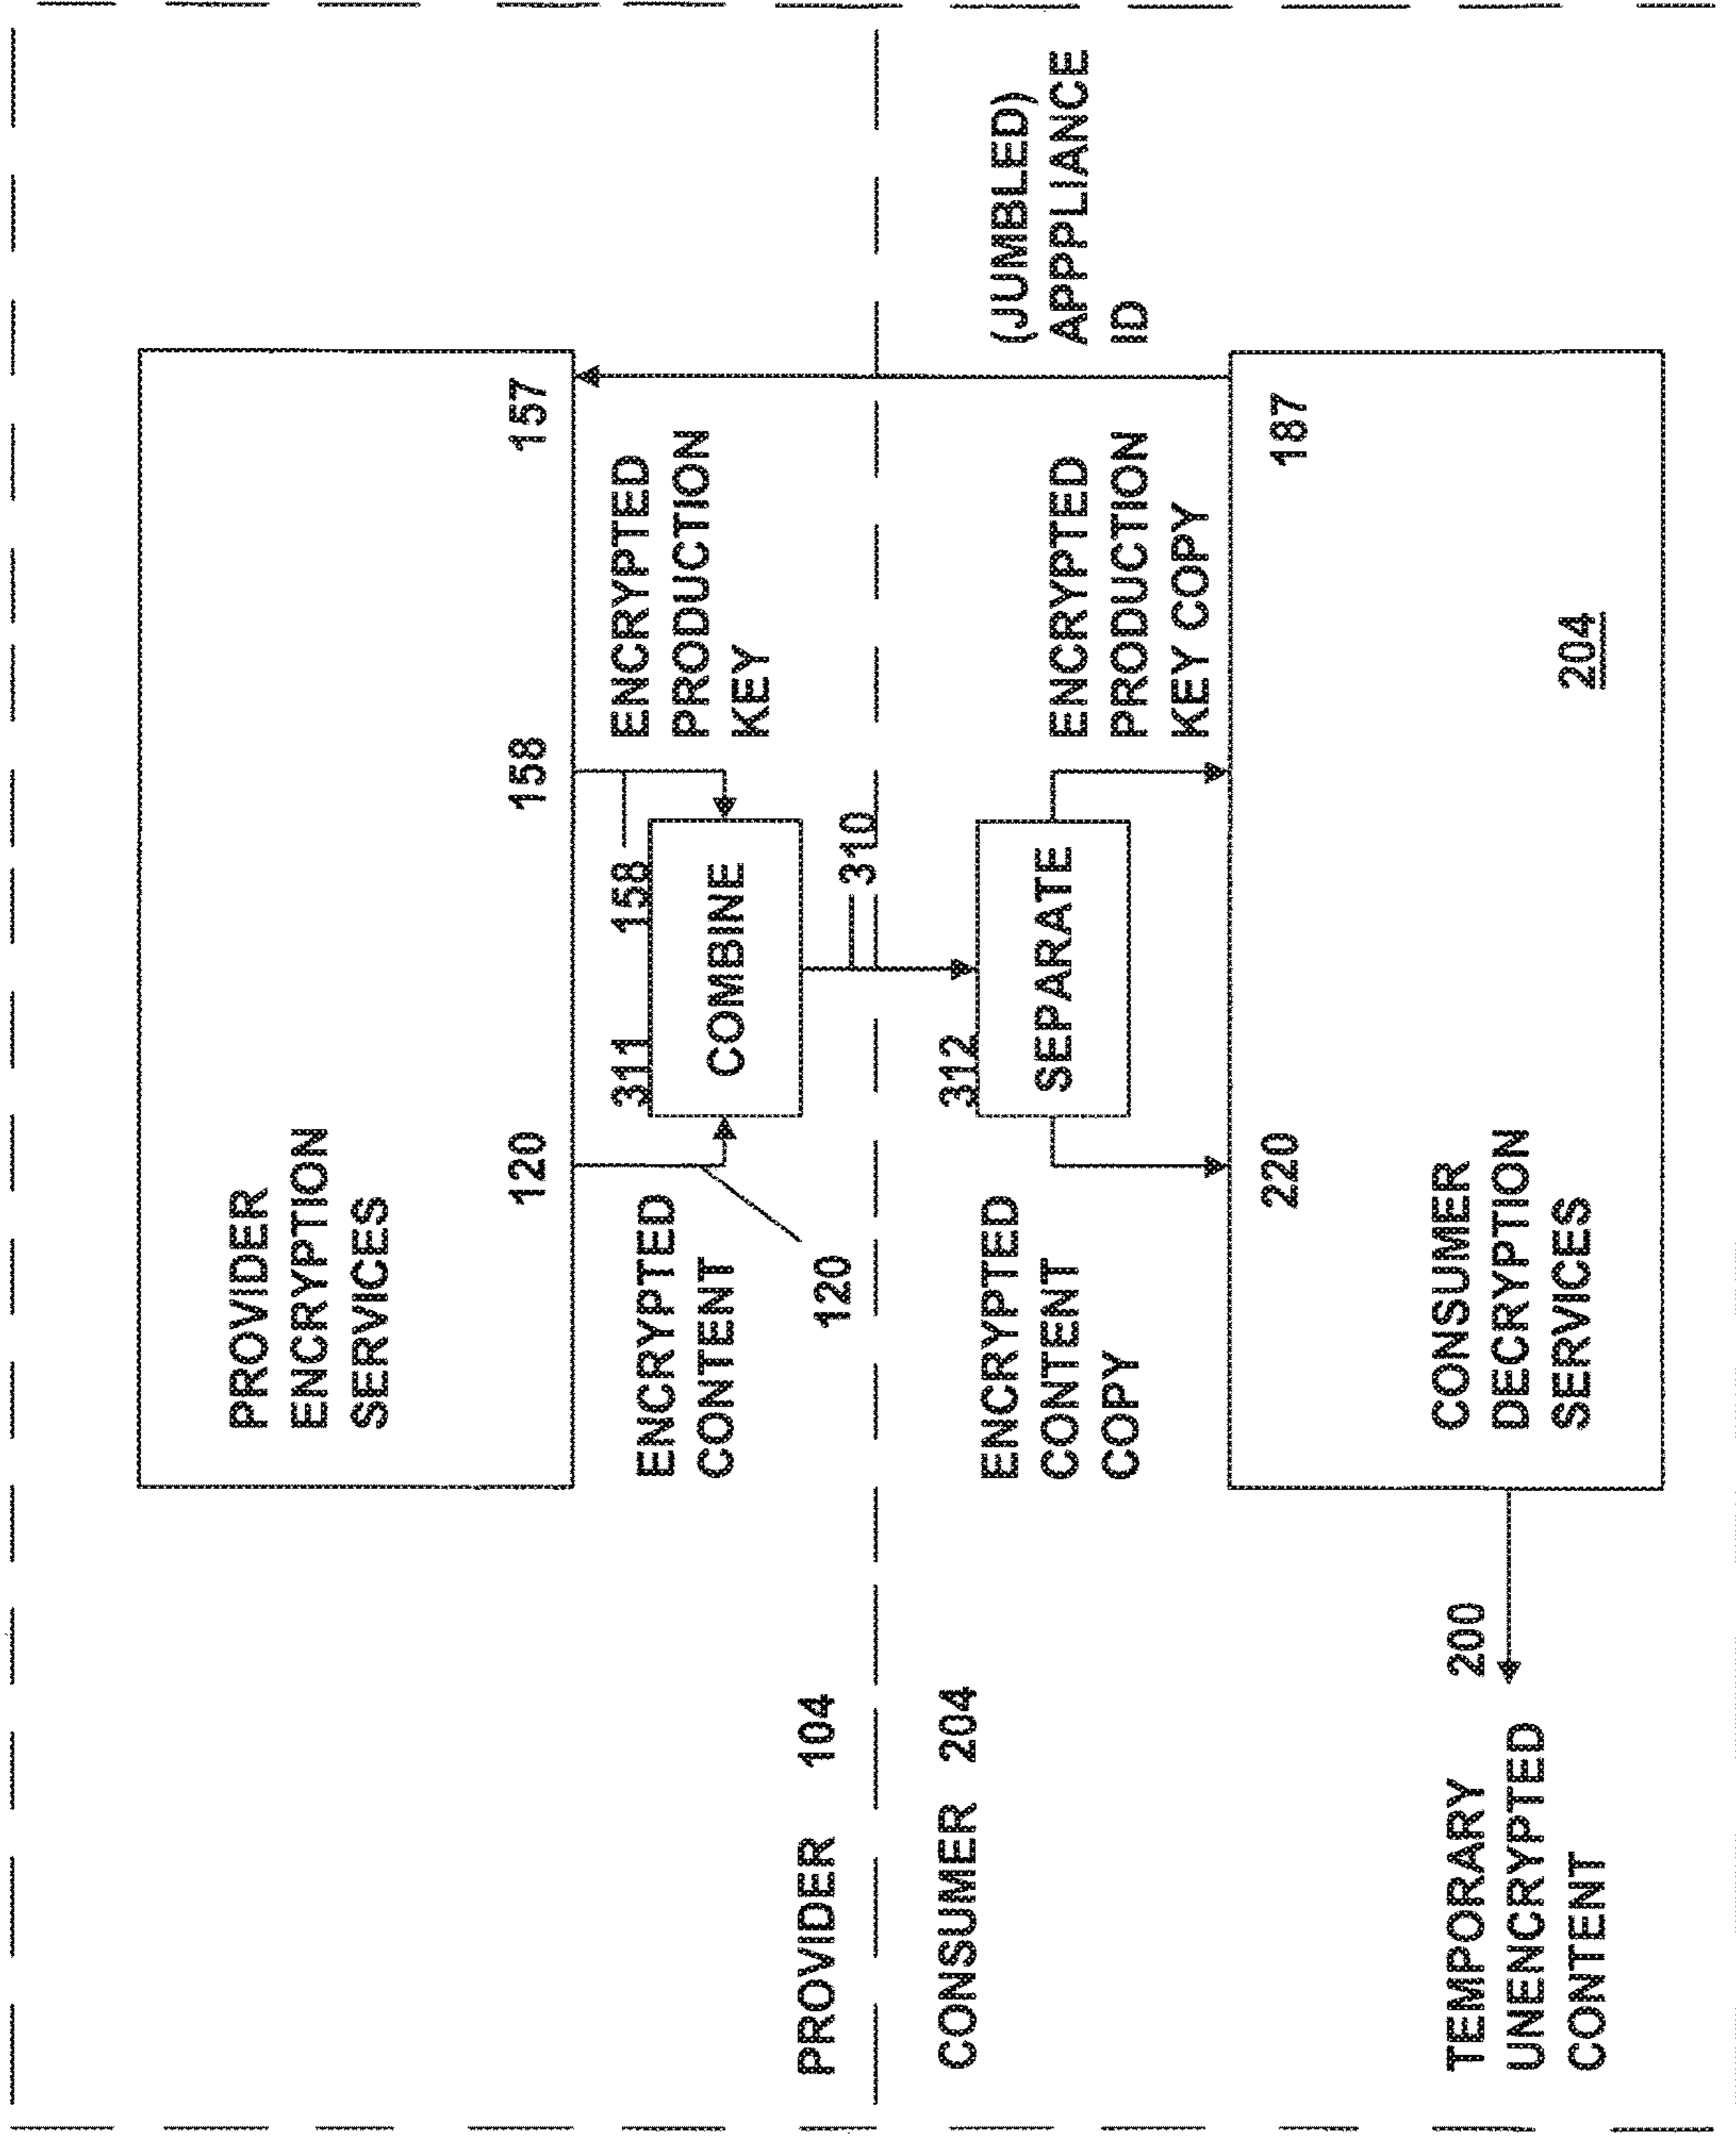 PROVIDER
ENCRYPTION
SERVICES
120
158
157
311
158
ENCRYPTED
CONTENT
COMBINE
ENCRYPTED
PRODUCTION
KEY
120
PROVIDER 104
310
CONSUMER 204
312
ENCRYPTED
CONTENT
COPY
SEPARATE
ENCRYPTED
PRODUCTION
KEY COPY
(JUMBLED)
APPPLIANCE
ID
220
187
CONSUMER
DECRYPTION
SERVICES
204
TEMPORARY 200
UNENCRYPTED
CONTENT